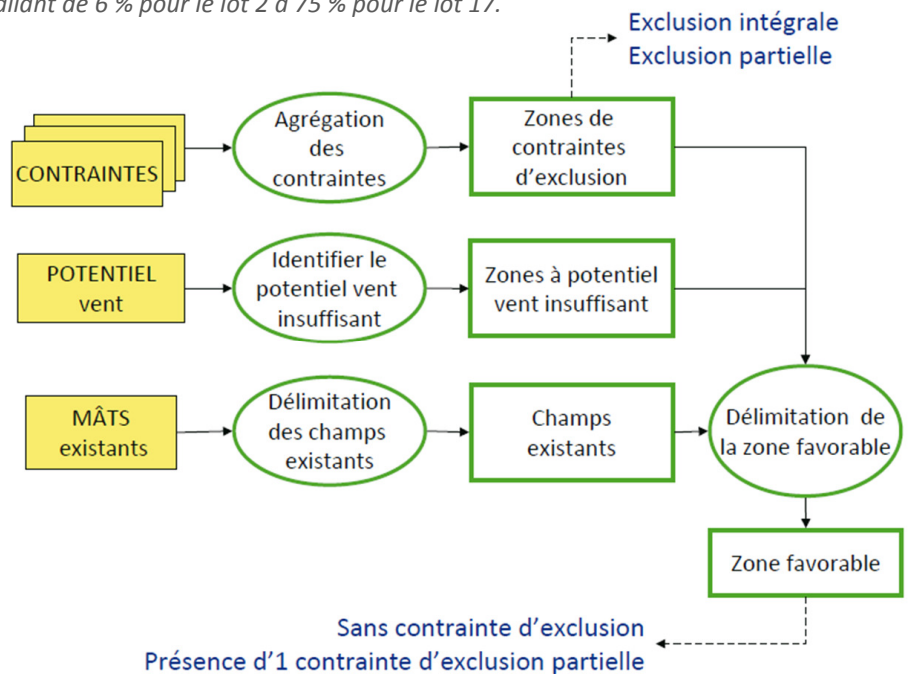 allant de 6 % pour le lot 2 à 75 % pour le lot 17.
Exclusion intégrale
Exclusion partielle
CONTRAINTES
Agrégation
des
contraintes
Zones de
contraintes
d'exclusion
POTENTIEL
vent
Identifier le
potentiel vent
insuffisant
Zones à potentiel
vent insuffisant
MÂTS
existants
Délimitation
des champs
existants
Champs
existants
Délimitation de
la zone favorable
Zone favorable
Sans contrainte d'exclusion
Présence d'1 contrainte d'exclusion partielle